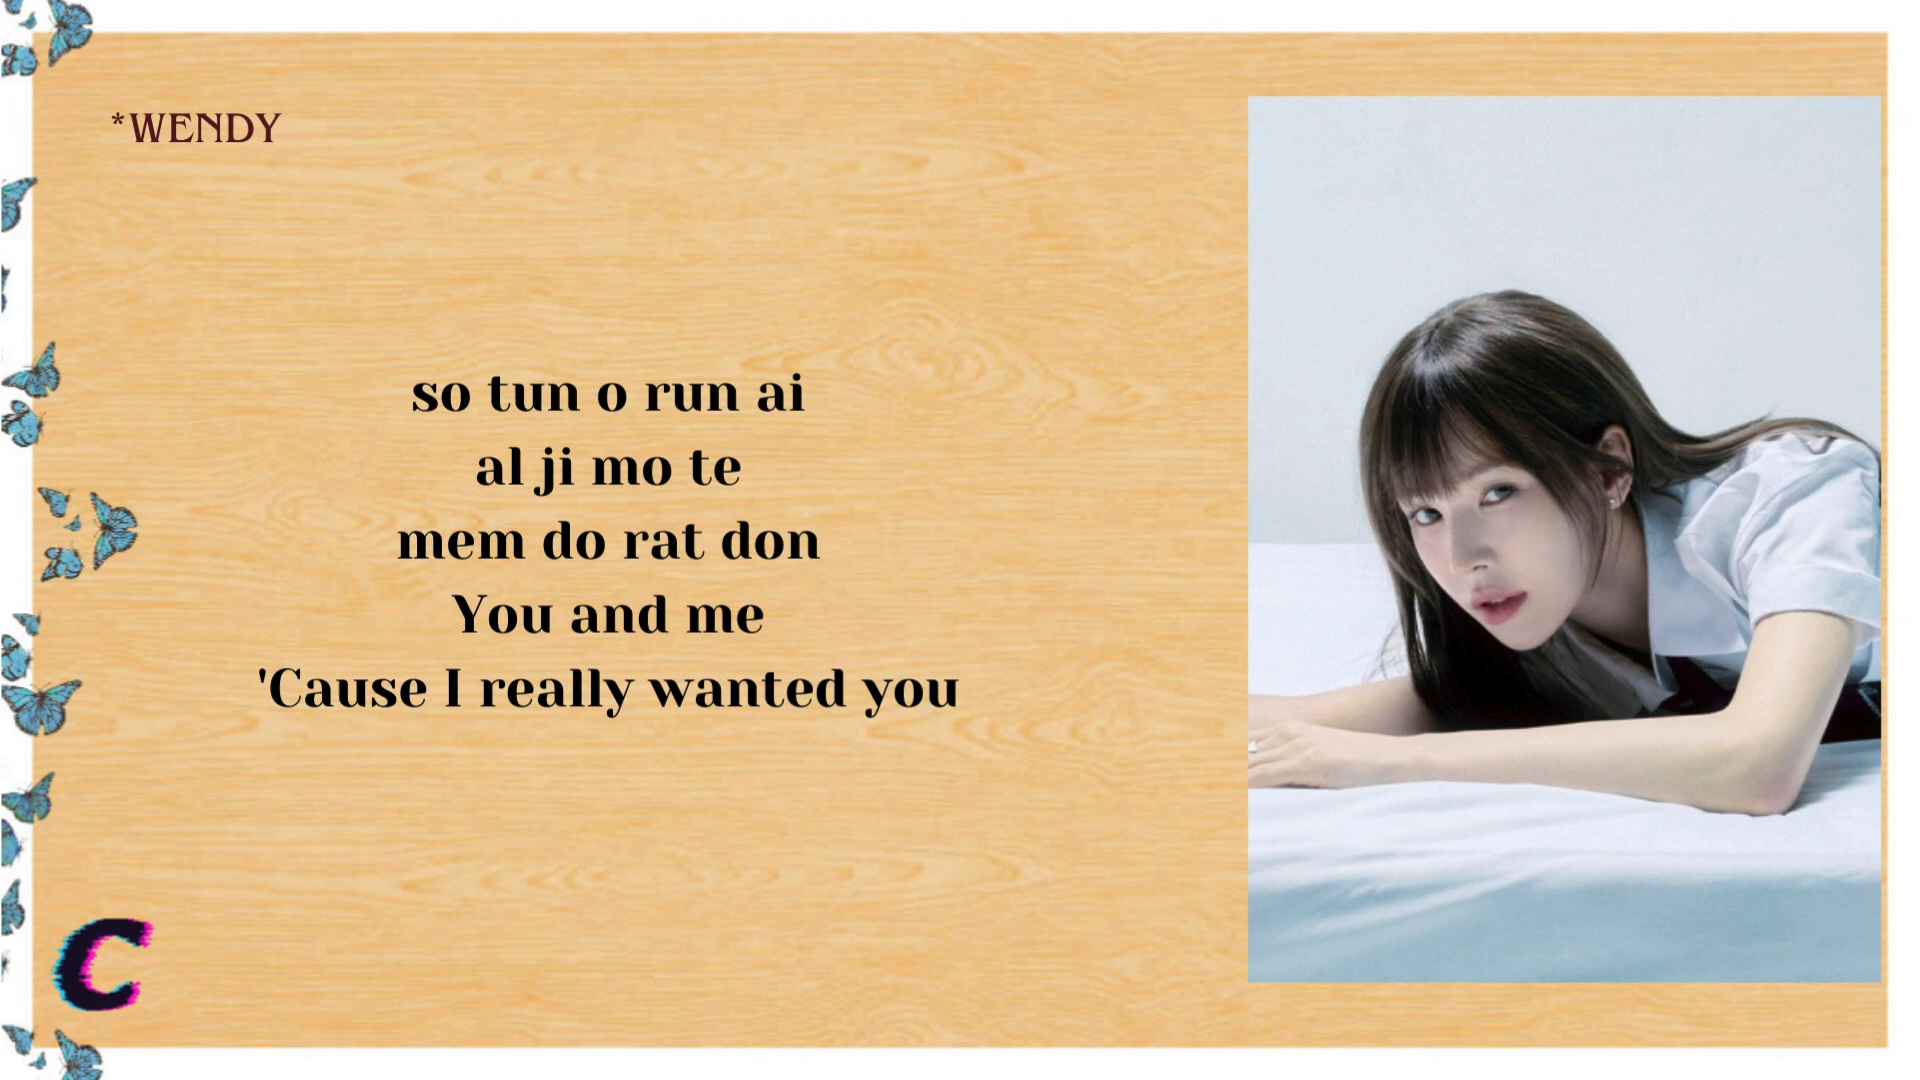 *WENDY
so tun o run ai
al ji mo te
mem do rat don
You and me
'Cause I really wanted you
C